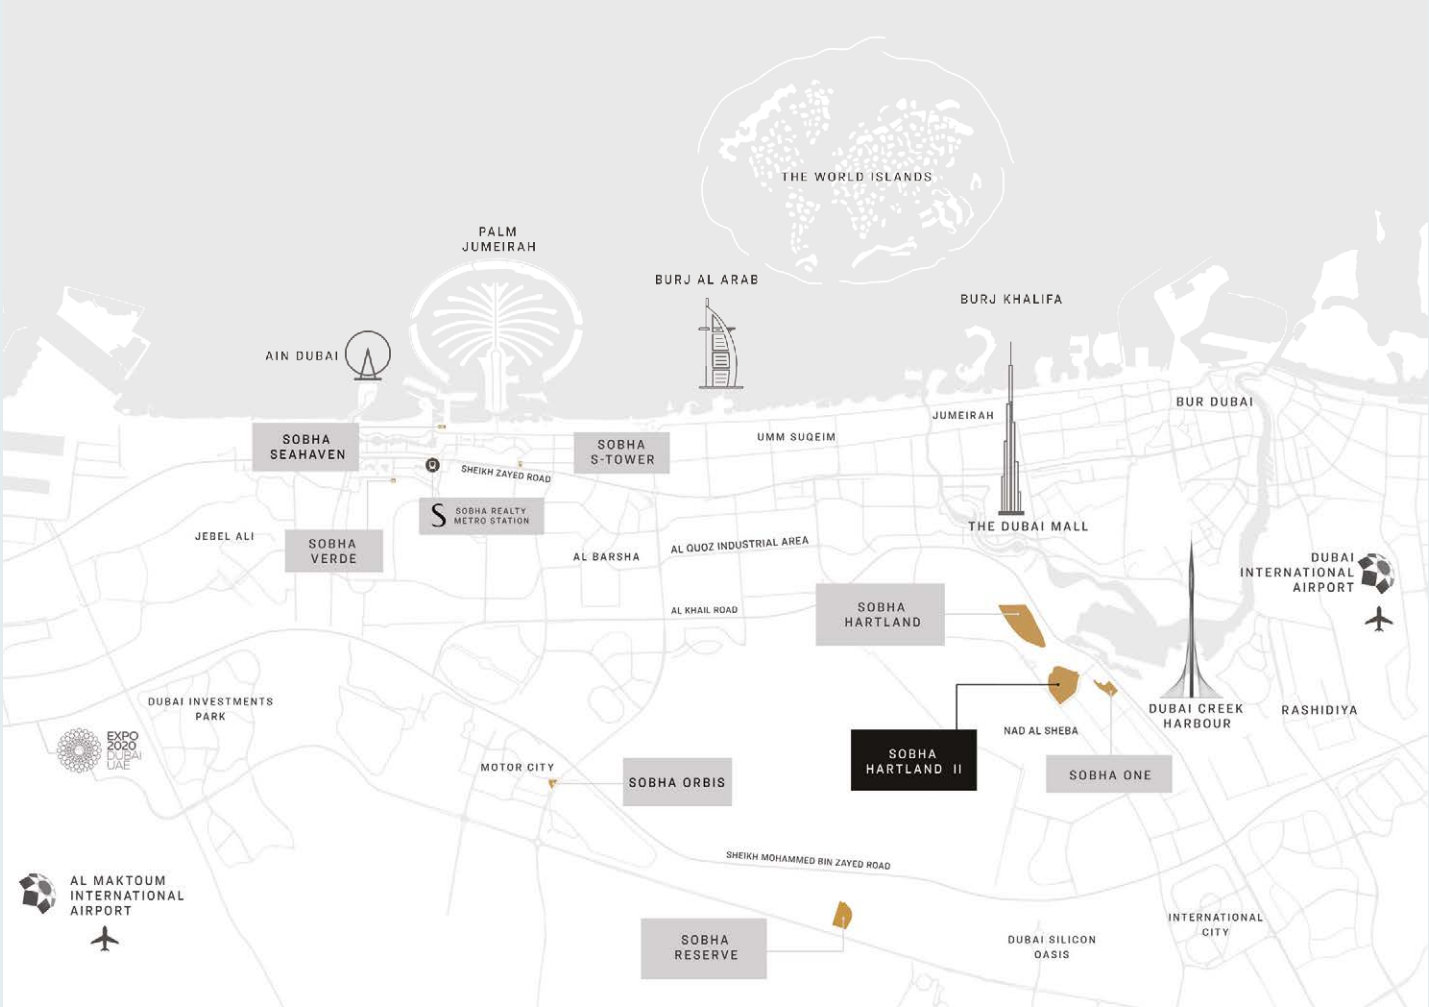 THE WORLD ISLANDS
PALM
JUMEIRAH
BURJ AL ARAB
BURJ KHALIFA
AIN DUBAI
BUR DUBAI
JUMEIRAH
UMM SUQEIM
SOBHA
SEAHAVEN
SOBHA
S-TOWER
SHEIKH ZAYED ROAD
S
SOBHA REALTY
METRO STATION
THE DUBAI MALL
JEBEL ALI
SOBHA
VERDE
AL BARSHA
AL QUOZ INDUSTRIAL AREA
DUBAI
INTERNATIONAL
AIRPORT
AL KHAIL ROAD
SOBHA
HARTLAND
DUBAI INVESTMENTS
PARK
DUBAI CREEK
HARBOUR
RASHIDIYA
NAD AL SHEBA
EXPO
2020
DUBAI
UAE
MOTOR CITY
SOBHA ORBIS
SOBHA
HARTLAND II
SOBHA ONE
SHEIKH MOHAMMED BIN ZAYED ROAD
AL MAKTOUM
INTERNATIONAL
AIRPORT
SOBHA
RESERVE
DUBAI SILICON
OASIS
INTERNATIONAL
CITY